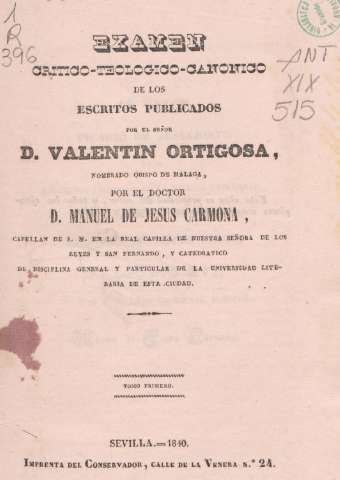 1
R
396
ANT
XIX
515
EXAMEN
CRITICO-TEOLOGICO-CANONICO
DE LOS
ESCRITOS PUBLICADOS
POR EL SEÑOR
D. VALENTIN ORTIGOSA,
NOMBRADO OBISPO DE MALAGA,
POR EL DOCTOR
D. MANUEL DE JESUS CARMONA,
CAPELLAN DE S. M. EN LA REAL CAPILLA DE NUESTRA SEÑORA DE LOS
REYES Y SAN FERNANDO, Y CATEDRATICO
DE DISCIPLINA GENERAL Y PARTICULAR DE LA UNIVERSIDAD LITE-
RARIA DE ESTA CIUDAD.
TOMO PRIMERO.
SEVILLA.=1840.
IMPRENTA DEL CONSERVADOR, CALLE DE LA VENERA N.º 24.